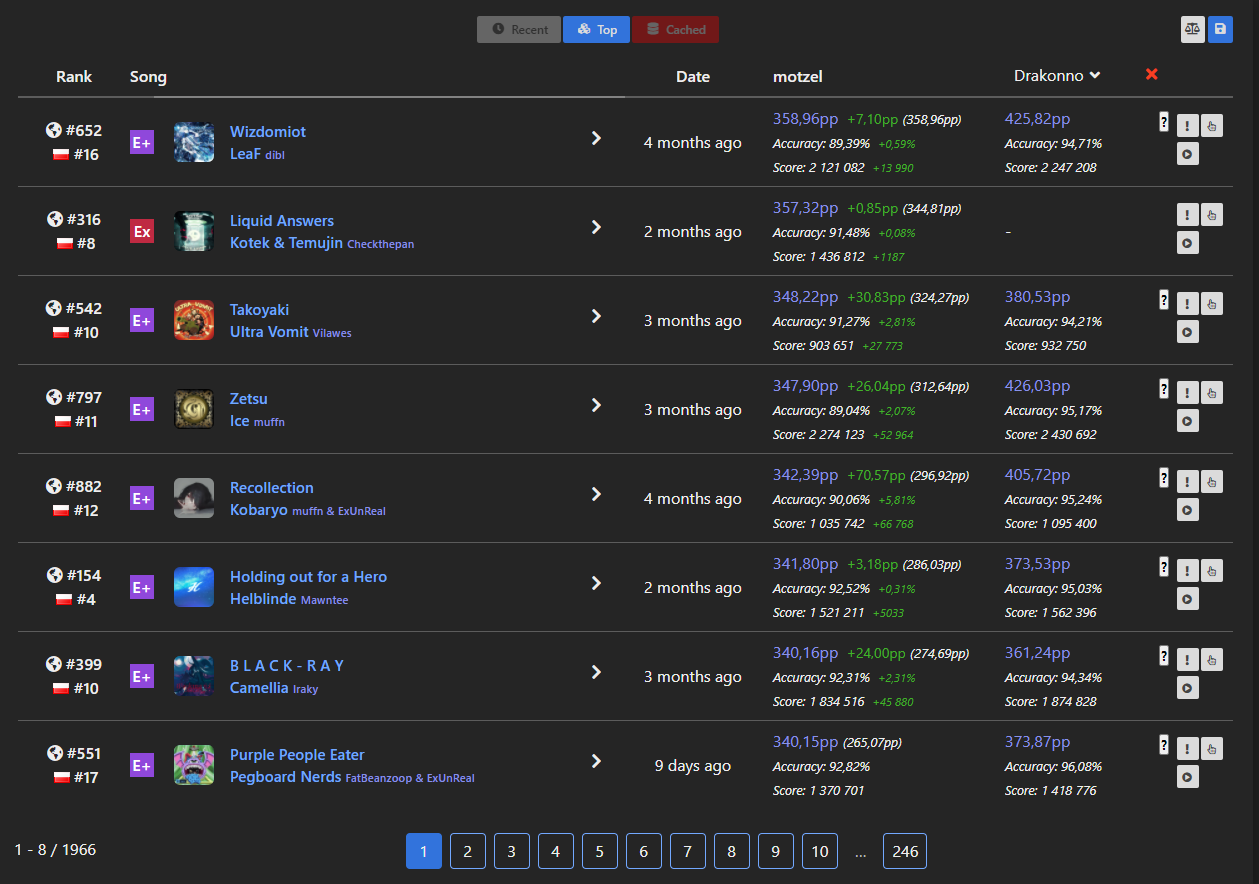 Recent Top Cached
Rank Song Date motzel Drakonno
#652
#16
E+
Wizdomiot
LeaF dibl
4 months ago
358,96pp +7,10pp (358,96pp)
Accuracy: 89,39% +0,59%
Score: 2 121 082 +13 990
425,82pp
Accuracy: 94,71%
Score: 2 247 208
?
!
#316
#8
Ex
Liquid Answers
Kotek & Temujin Checkthepan
2 months ago
357,32pp +0,85pp (344,81pp)
Accuracy: 91,48% +0,08%
Score: 1 436 812 +1187
-
!
#542
#10
E+
Takoyaki
Ultra Vomit Vilawes
3 months ago
348,22pp +30,83pp (324,27pp)
Accuracy: 91,27% +2,81%
Score: 903 651 +27 773
380,53pp
Accuracy: 94,21%
Score: 932 750
?
!
#797
#11
E+
Zetsu
Ice muffn
3 months ago
347,90pp +26,04pp (312,64pp)
Accuracy: 89,04% +2,07%
Score: 2 274 123 +52 964
426,03pp
Accuracy: 95,17%
Score: 2 430 692
?
!
#882
#12
E+
Recollection
Kobaryo muffn & ExUnReal
4 months ago
342,39pp +70,57pp (296,92pp)
Accuracy: 90,06% +5,81%
Score: 1 035 742 +66 768
405,72pp
Accuracy: 95,24%
Score: 1 095 400
?
!
#154
#4
E+
Holding out for a Hero
Helblinde Mawntee
2 months ago
341,80pp +3,18pp (286,03pp)
Accuracy: 92,52% +0,31%
Score: 1 521 211 +5033
373,53pp
Accuracy: 95,03%
Score: 1 562 396
?
!
#399
#10
E+
B L A C K - R A Y
Camellia Iraky
3 months ago
340,16pp +24,00pp (274,69pp)
Accuracy: 92,31% +2,31%
Score: 1 834 516 +45 880
361,24pp
Accuracy: 94,34%
Score: 1 874 828
?
!
#551
#17
E+
Purple People Eater
Pegboard Nerds FatBeanzoop & ExUnReal
9 days ago
340,15pp (265,07pp)
Accuracy: 92,82%
Score: 1 370 701
373,87pp
Accuracy: 96,08%
Score: 1 418 776
?
!
1 - 8 / 1966
1 2 3 4 5 6 7 8 9 10 ... 246